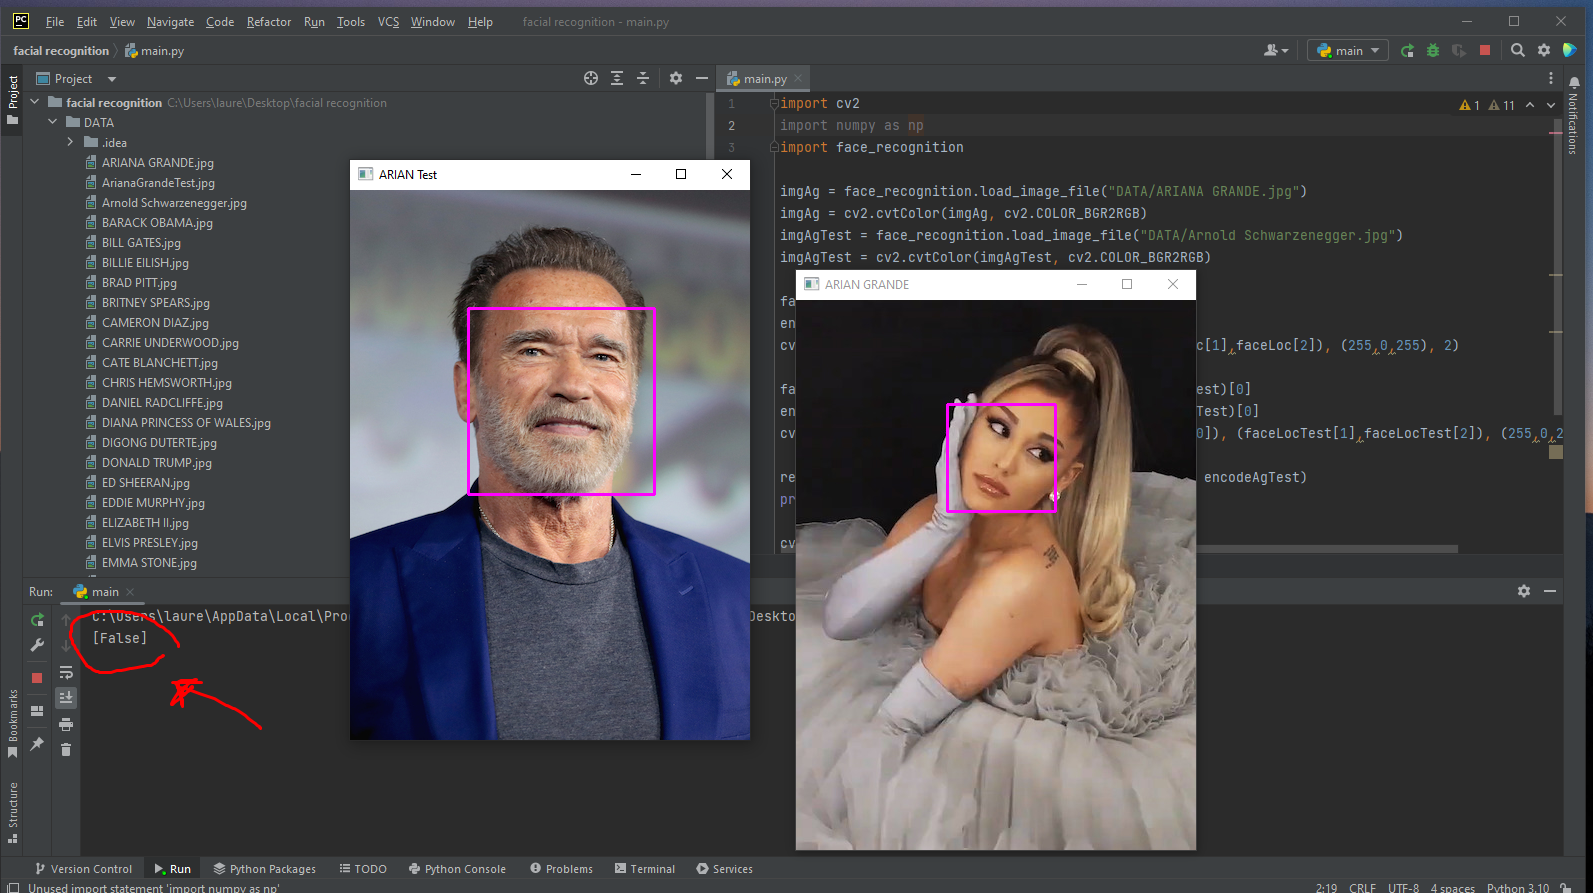 File Edit View Navigate Code Refactor Run Tools VCS Window Help facial recognition - main.py
facial recognition main.py
main
Project
Project
main.py
facial recognition C:\Users\laure\Desktop\facial recognition
DATA
.idea
ARIANA GRANDE.jpg
ArianaGrandeTest.jpg
Arnold Schwarzenegger.jpg
BARACK OBAMA.jpg
BILL GATES.jpg
BILLIE EILISH.jpg
BRAD PITT.jpg
BRITNEY SPEARS.jpg
CAMERON DIAZ.jpg
CARRIE UNDERWOOD.jpg
CATE BLANCHETT.jpg
CHRIS HEMSWORTH.jpg
DANIEL RADCLIFFE.jpg
DIANA PRINCESS OF WALES.jpg
DIGONG DUTERTE.jpg
DONALD TRUMP.jpg
ED SHEERAN.jpg
EDDIE MURPHY.jpg
ELIZABETH II.jpg
ELVIS PRESLEY.jpg
EMMA STONE.jpg
ARIAN Test
1 import cv2
2 import numpy as np
3 import face_recognition
1 11
Notifications
imgAg = face_recognition.load_image_file("DATA/ARIANA GRANDE.jpg")
imgAg = cv2.cvtColor(imgAg, cv2.COLOR_BGR2RGB)
imgAgTest = face_recognition.load_image_file("DATA/Arnold Schwarzenegger.jpg")
imgAgTest = cv2.cvtColor(imgAgTest, cv2.COLOR_BGR2RGB)
ARIAN GRANDE
fa
en
cv c[1],faceLoc[2]), (255,0,255), 2)
fa est)[0]
en Test)[0]
cv 0]), (faceLocTest[1],faceLocTest[2]), (255,0,2
re encodeAgTest)
pr
cv
Run: main
C:\Users\laure\AppData\Local\Pro Deskto
[False]
Bookmarks
Structure
Version Control Run Python Packages TODO Python Console Problems Terminal Services
Unused import statement 'import numpy as np' 2:19 CRLF UTF-8 4 spaces Python 3.10